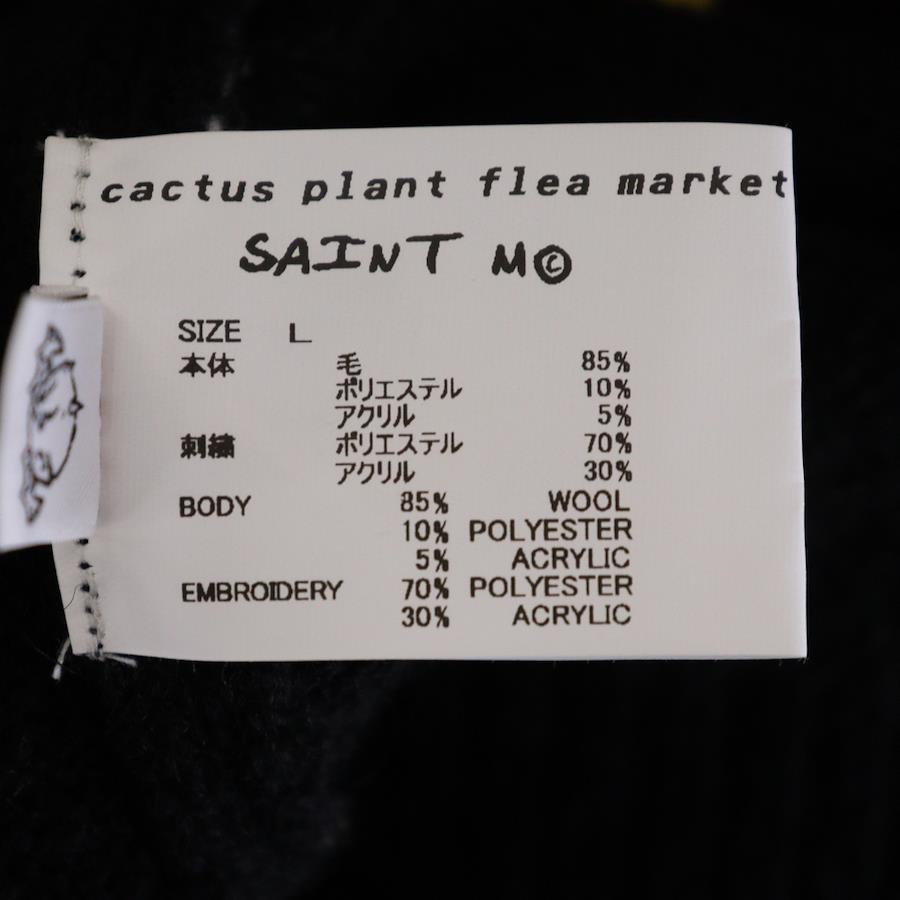 cactus plant flea market
SAINT M©
SIZE L
本体 毛 85%
ポリエステル 10%
アクリル 5%
刺繍 ポリエステル 70%
アクリル 30%
BODY 85% WOOL
10% POLYESTER
5% ACRYLIC
EMBROIDERY 70% POLYESTER
30% ACRYLIC